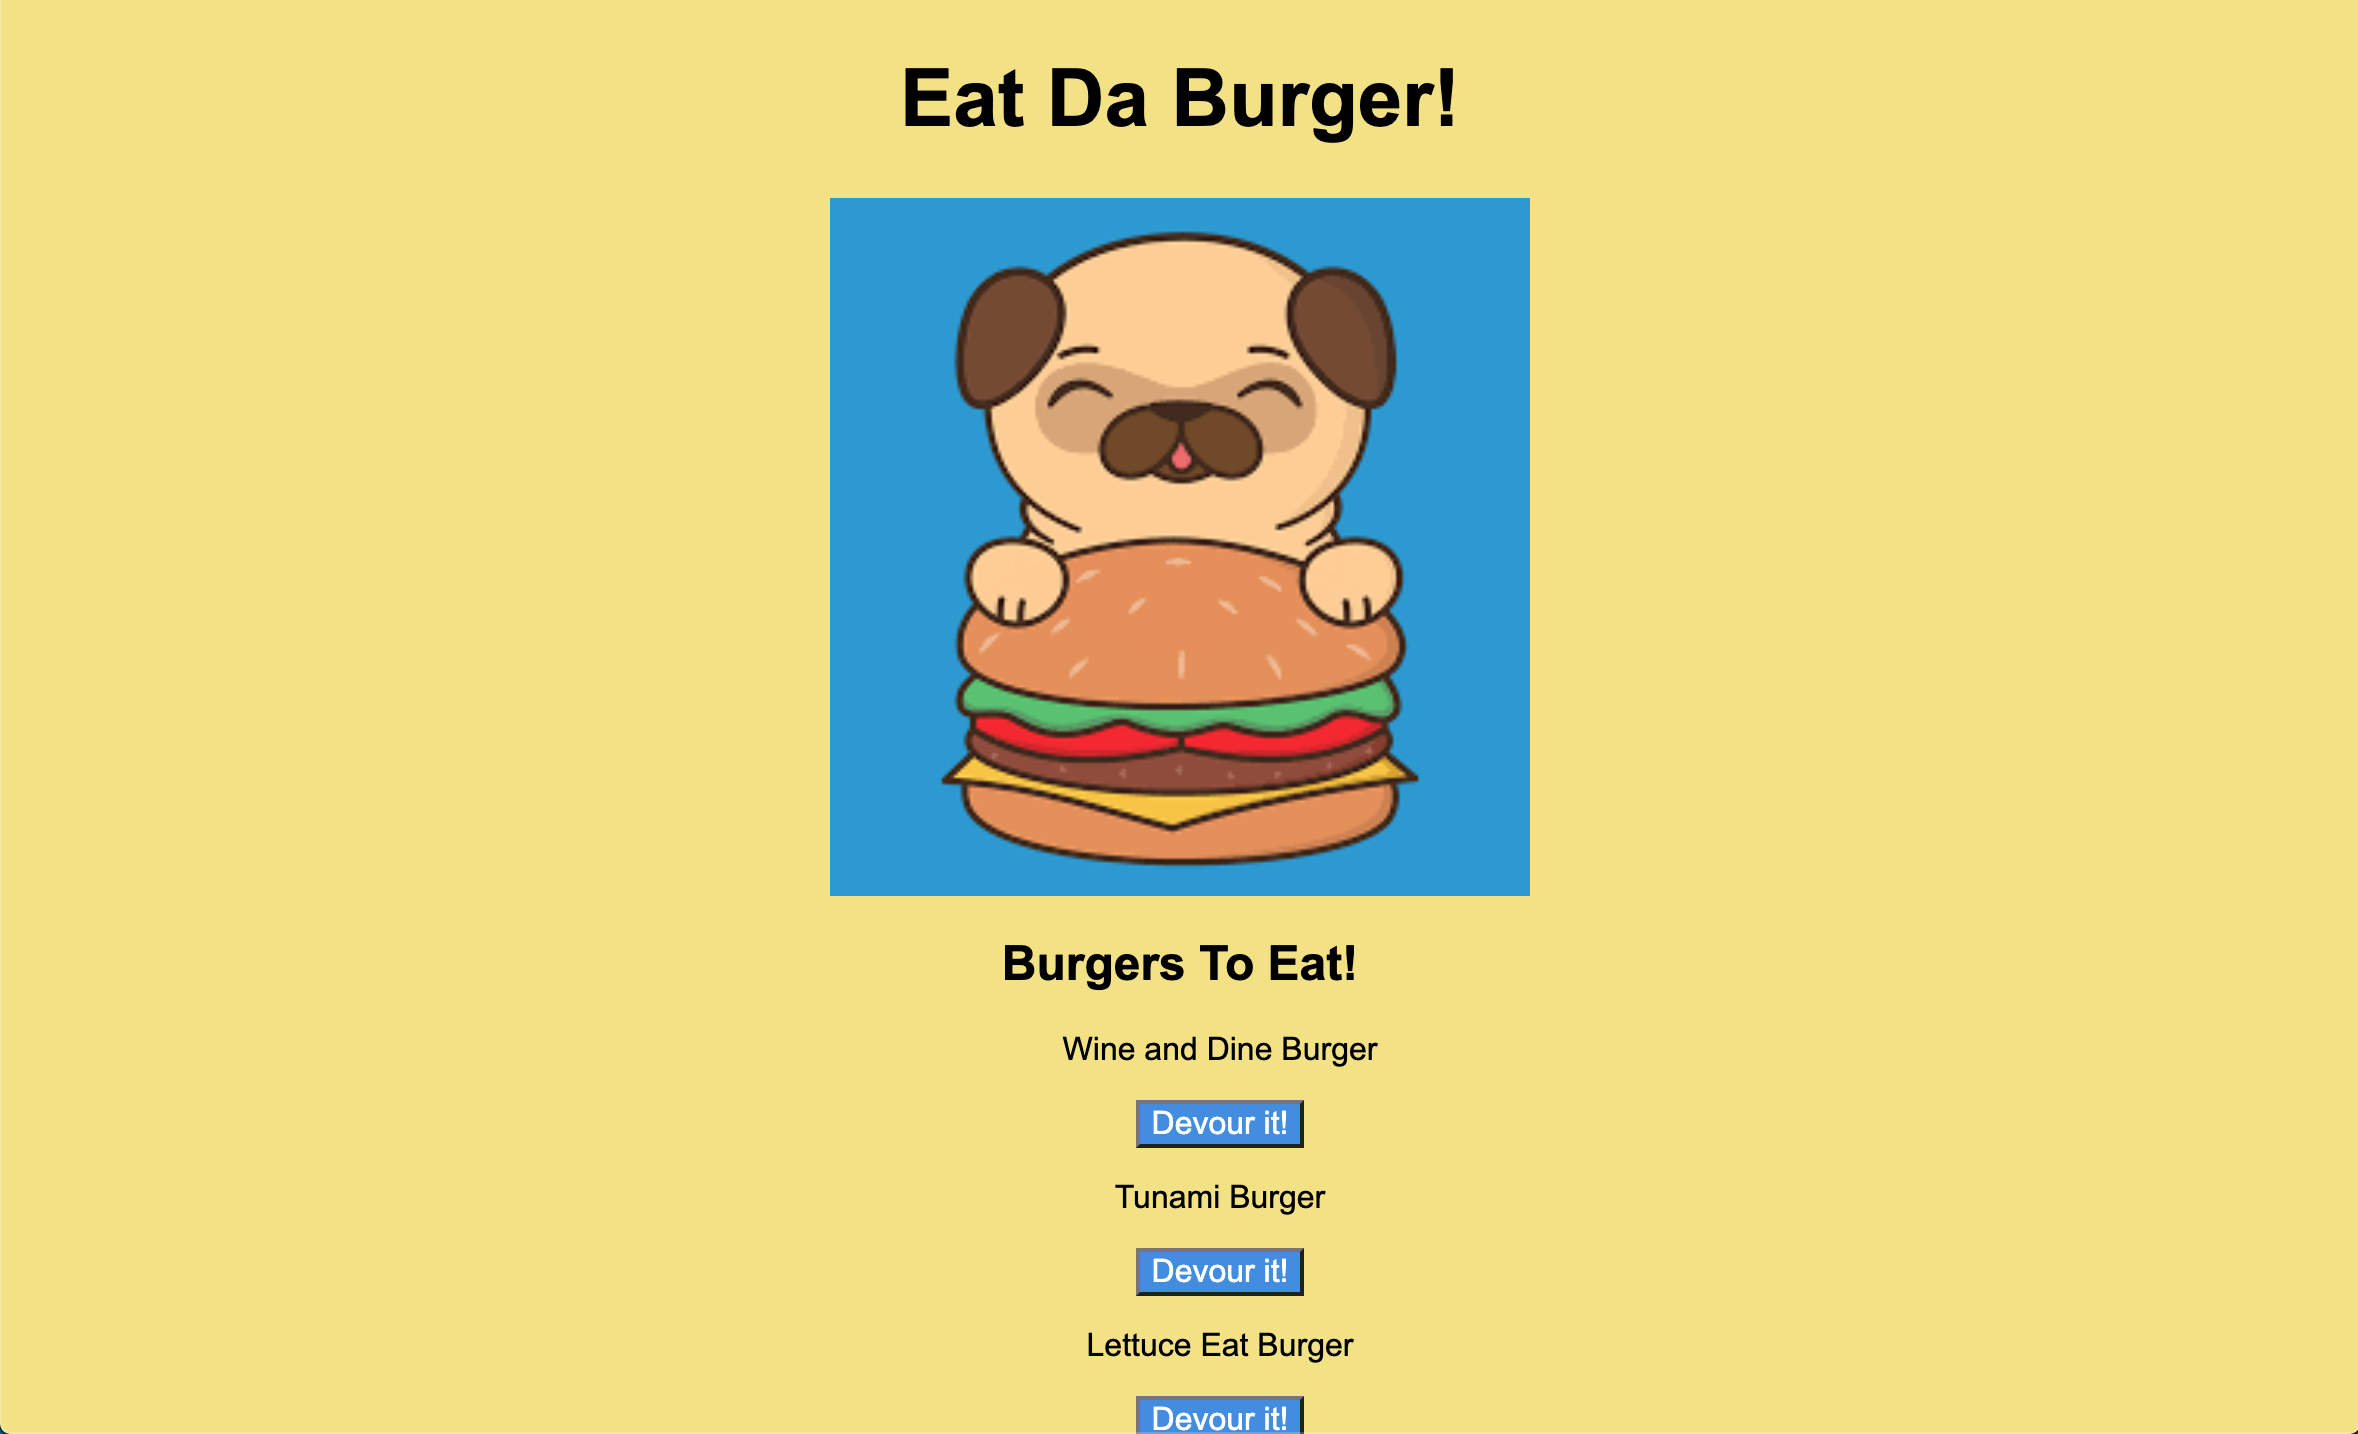 Eat Da Burger!
Burgers To Eat!
Wine and Dine Burger
Devour it!
Tunami Burger
Devour it!
Lettuce Eat Burger
Devour it!